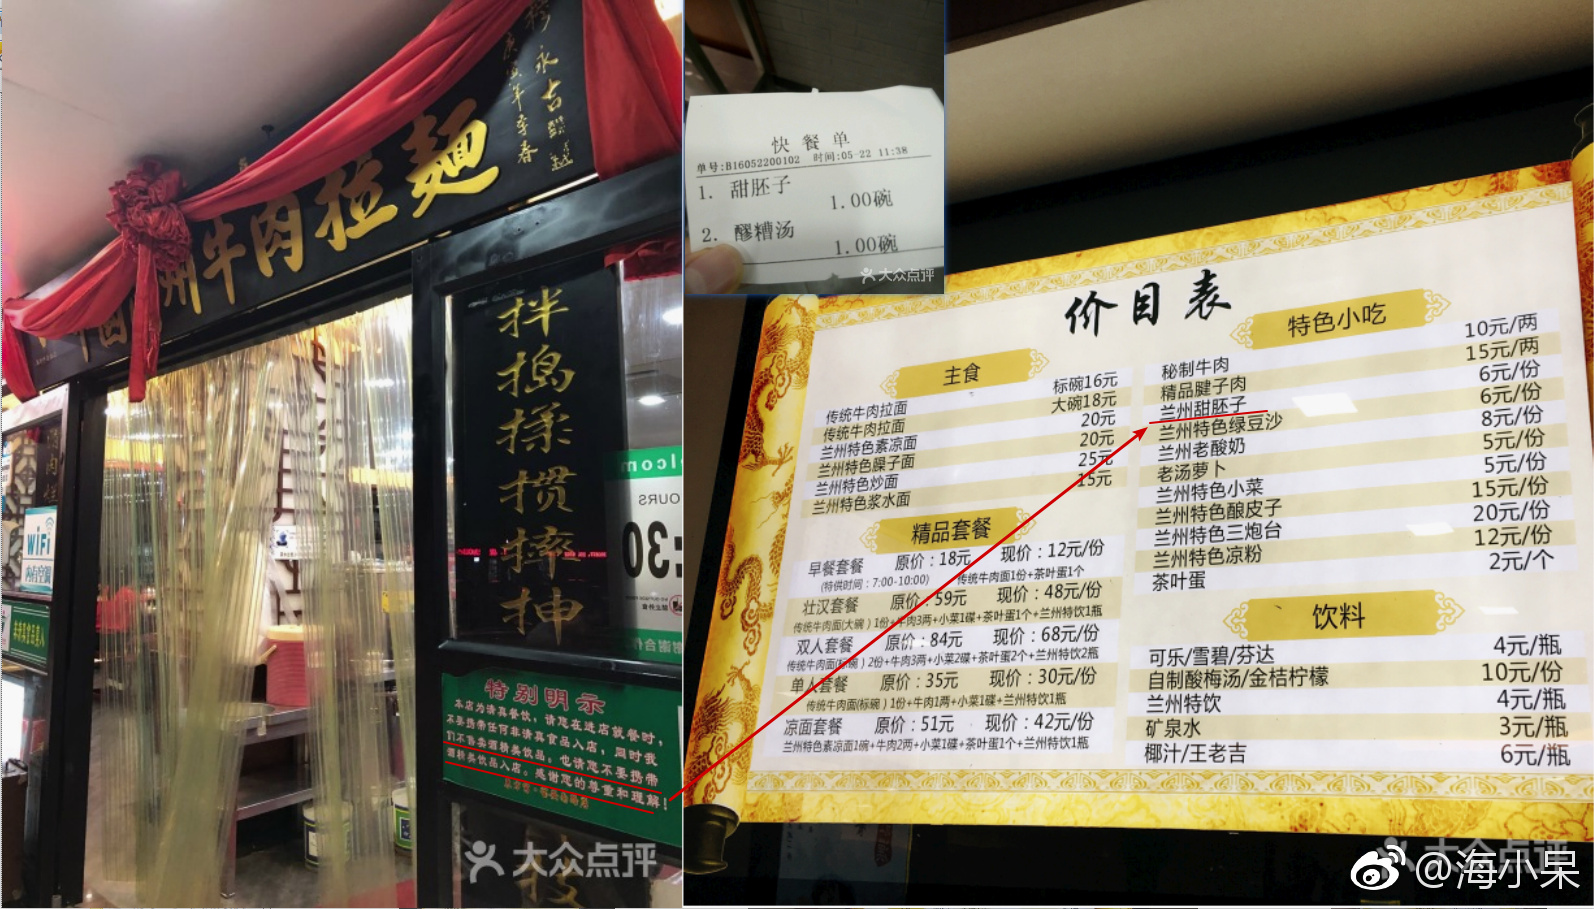 穆永吉題
庚寅年季春
州牛肉拉麵
拌
捣
揉
掼
摔
抻
WiFi
内有空调
lcom
OURS
:30
特别明示
本店为清真餐饮，请您在进店就餐时，
不要携带任何非清真食品入店，同时我
们不售卖酒精类饮品，也请您不要携带
酒精类饮品入店。感谢您的尊重和理解！
大众点评
快餐单
单号:B16052200102 时间:05-22 11:38
1. 甜胚子
1.00碗
2. 醪糟汤
1.00碗
大众点评
价目表
主食
传统牛肉拉面 标碗16元
传统牛肉拉面 大碗18元
兰州特色素凉面 20元
兰州特色臊子面 20元
兰州特色炒面 25元
兰州特色浆水面 15元
精品套餐
早餐套餐 原价：18元 现价：12元/份
(特供时间：7:00-10:00) 传统牛肉面1份+茶叶蛋1个
壮汉套餐 原价：59元 现价：48元/份
传统牛肉面(大碗)1份+牛肉3两+小菜1碟+茶叶蛋1个+兰州特饮1瓶
双人套餐 原价：84元 现价：68元/份
传统牛肉面(标碗)2份+牛肉3两+小菜2碟+茶叶蛋2个+兰州特饮2瓶
单人套餐 原价：35元 现价：30元/份
传统牛肉面(标碗)1份+牛肉1两+小菜1碟+兰州特饮1瓶
凉面套餐 原价：51元 现价：42元/份
兰州特色素凉面1碗+牛肉2两+小菜1碟+茶叶蛋1个+兰州特饮1瓶
特色小吃
秘制牛肉 10元/两
精品腱子肉 15元/两
兰州甜胚子 6元/份
兰州特色绿豆沙 6元/份
兰州老酸奶 8元/份
老汤萝卜 5元/份
兰州特色小菜 5元/份
兰州特色酿皮子 15元/份
兰州特色三炮台 20元/份
兰州特色凉粉 12元/份
茶叶蛋 2元/个
饮料
可乐/雪碧/芬达 4元/瓶
自制酸梅汤/金桔柠檬 10元/份
兰州特饮 4元/瓶
矿泉水 3元/瓶
椰汁/王老吉 6元/瓶
大众点评
@海小果